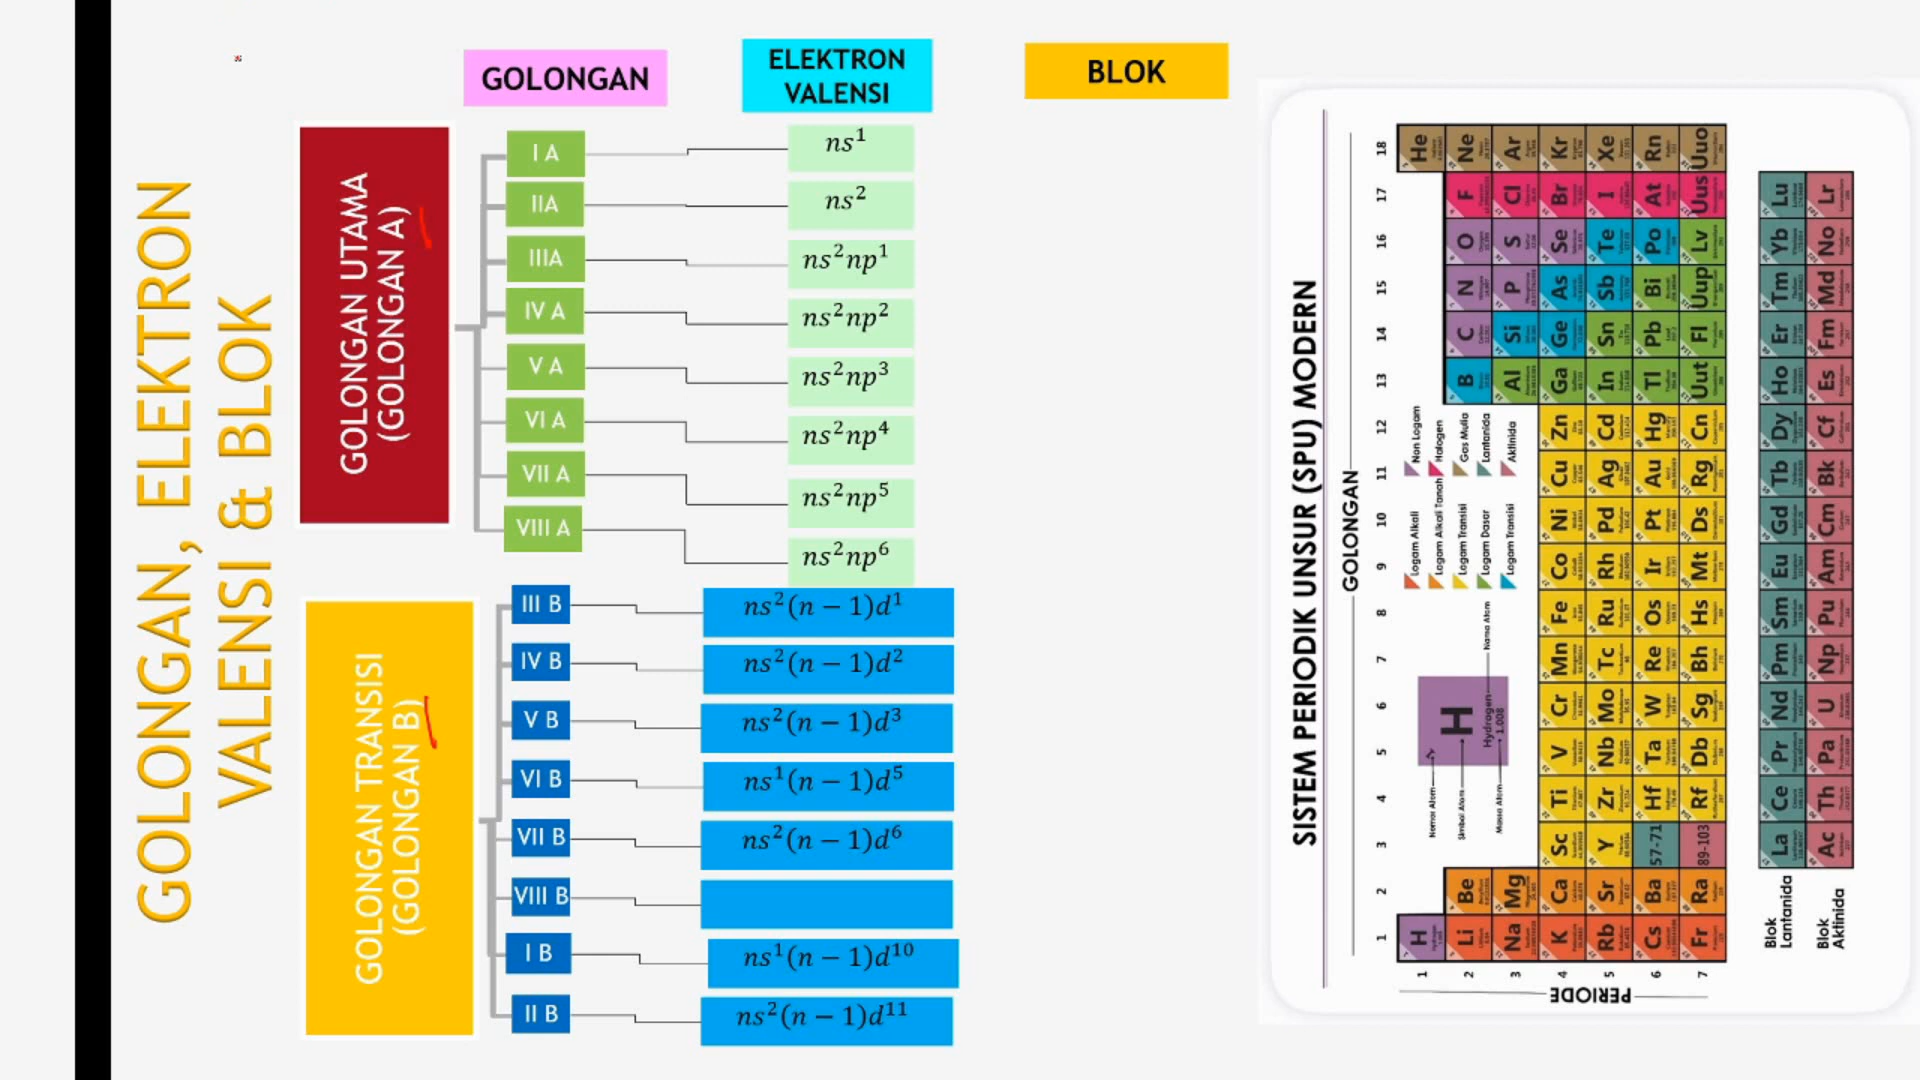 GOLONGAN, ELEKTRON
VALENSI & BLOK
GOLONGAN
ELEKTRON
VALENSI
BLOK
GOLONGAN UTAMA
(GOLONGAN A)
I A
ns¹
IIA
ns²
IIIA
ns²np¹
IV A
ns²np²
V A
ns²np³
VI A
ns²np⁴
VII A
ns²np⁵
VIII A
ns²np⁶
GOLONGAN TRANSISI
(GOLONGAN B)
III B
ns²(n − 1)d¹
IV B
ns²(n − 1)d²
V B
ns²(n − 1)d³
VI B
ns¹(n − 1)d⁵
VII B
ns²(n − 1)d⁶
VIII B
I B
ns¹(n − 1)d¹⁰
II B
ns²(n − 1)d¹¹
SISTEM PERIODIK UNSUR (SPU) MODERN
GOLONGAN
1 2 3 4 5 6 7 8 9 10 11 12 13 14 15 16 17 18
PERIODE
1 H He
2 Li Be B C N O F Ne
3 Na Mg Al Si P S Cl Ar
4 K Ca Sc Ti V Cr Mn Fe Co Ni Cu Zn Ga Ge As Se Br Kr
5 Rb Sr Y Zr Nb Mo Tc Ru Rh Pd Ag Cd In Sn Sb Te I Xe
6 Cs Ba 57-71 Hf Ta W Re Os Ir Pt Au Hg Tl Pb Bi Po At Rn
7 Fr Ra 89-103 Rf Db Sg Bh Hs Mt Ds Rg Cn Uut Fl Uup Lv Uus Uuo
H
Hydrogen
1.008
Nomor Atom
Simbol Atom
Massa Atom
Nama Atom
Logam Alkali
Logam Alkali Tanah
Logam Transisi
Logam Dasar
Logam Transisi
Non Logam
Halogen
Gas Mulia
Lantanida
Aktinida
Blok
Lantanida
La Ce Pr Nd Pm Sm Eu Gd Tb Dy Ho Er Tm Yb Lu
Blok
Aktinida
Ac Th Pa U Np Pu Am Cm Bk Cf Es Fm Md No Lr